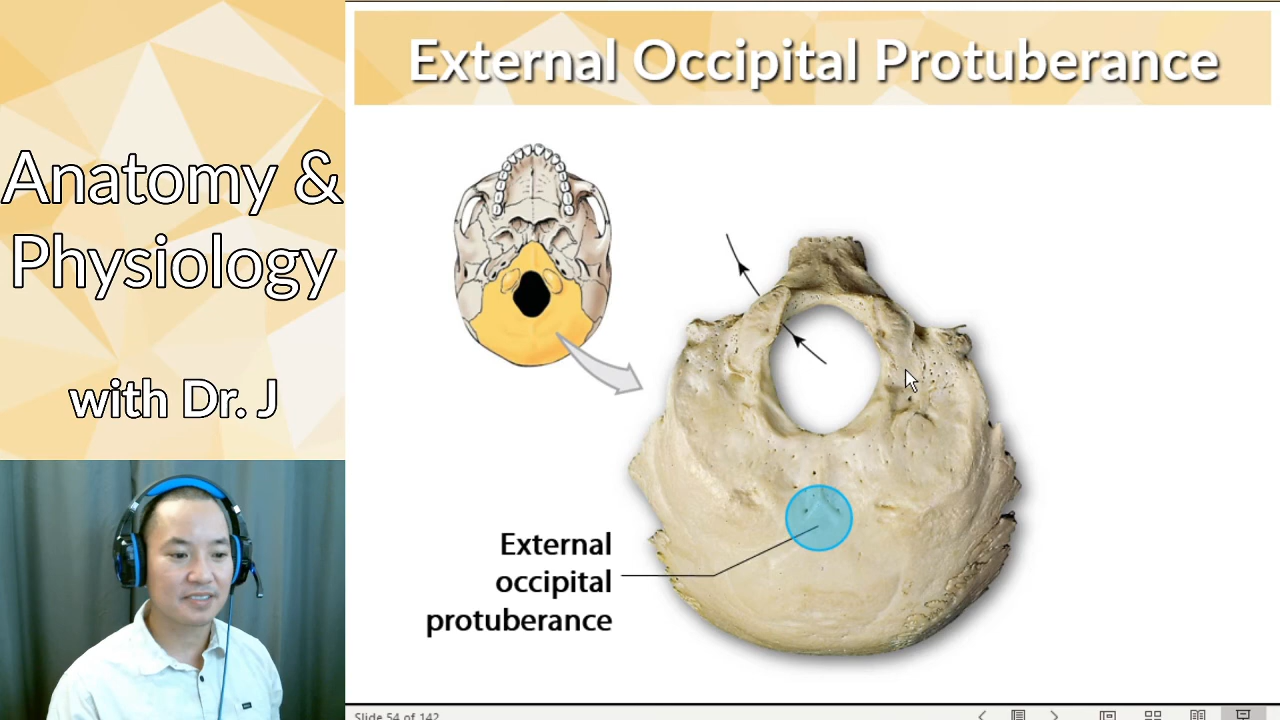 Anatomy &
Physiology
with Dr. J
External Occipital Protuberance
External
occipital
protuberance
Slide 54 of 142